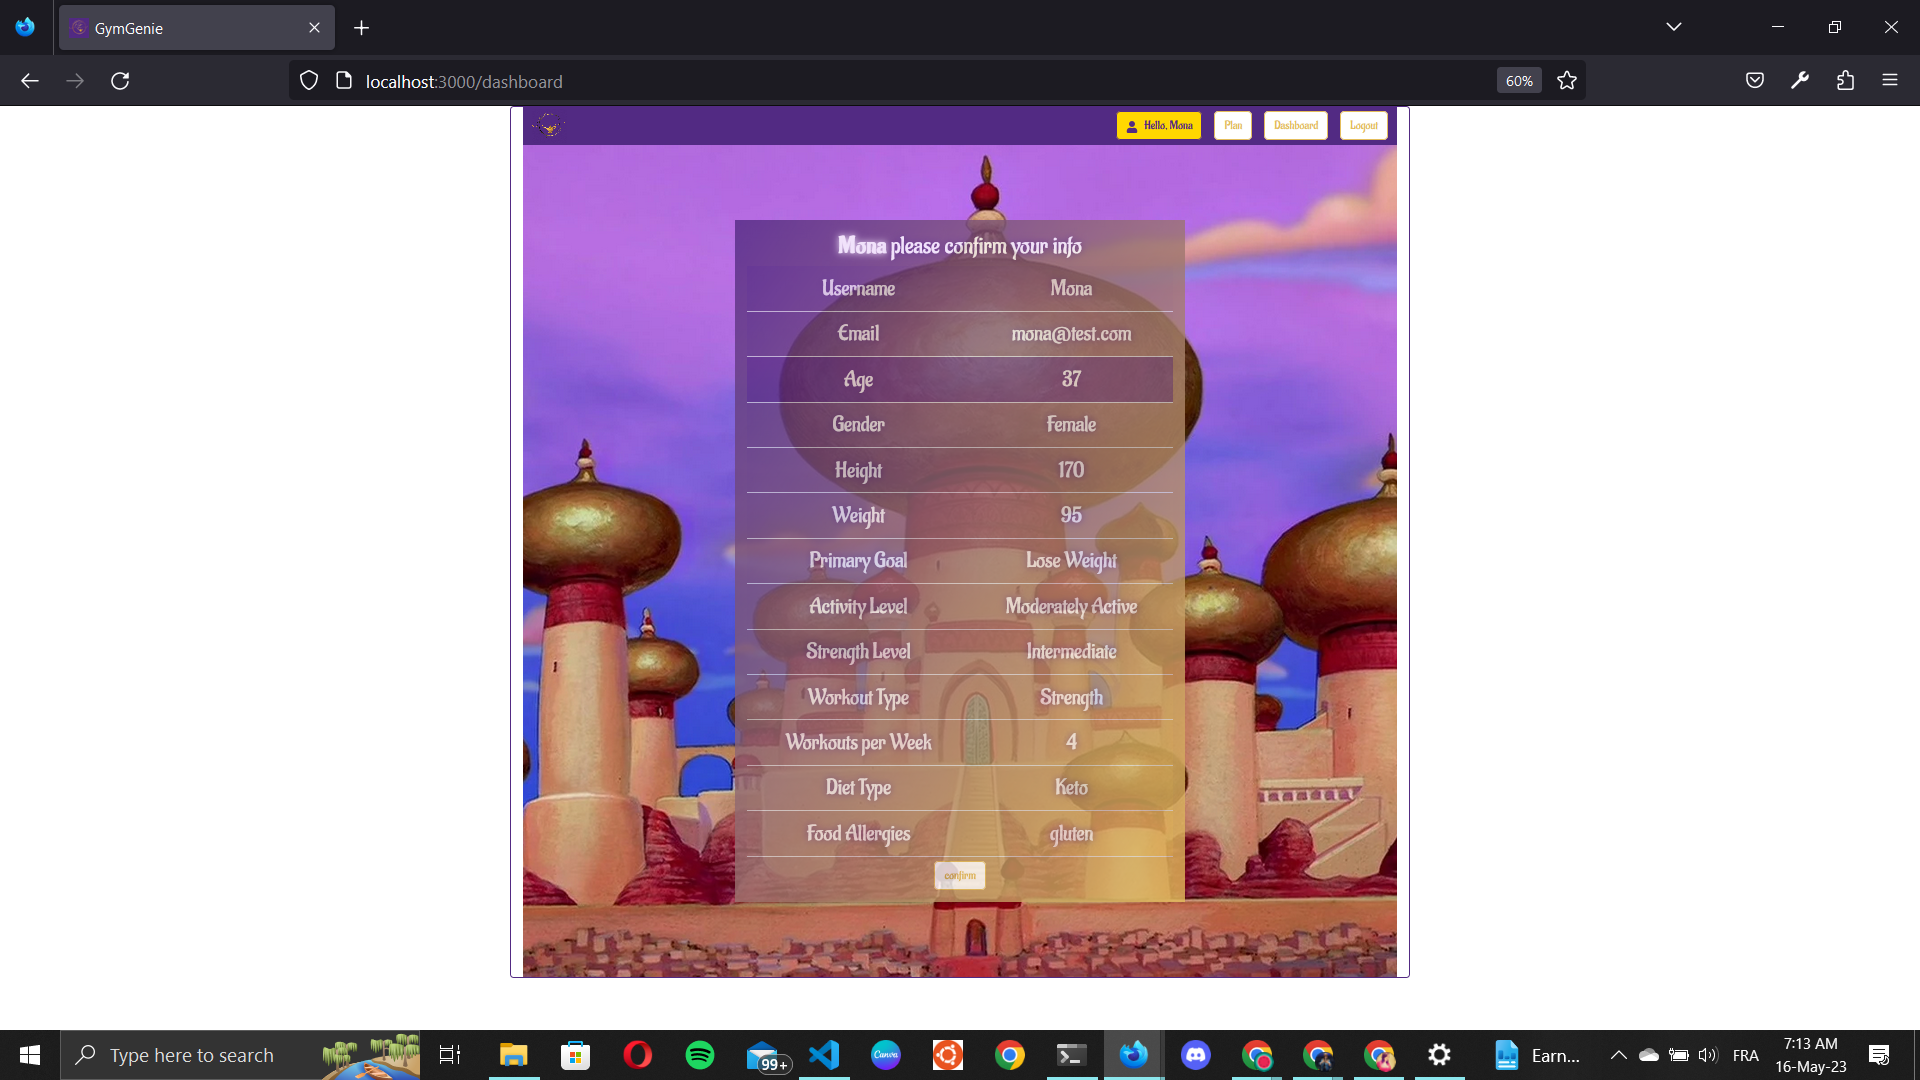 GymGenie
localhost:3000/dashboard
60%
Hello, Mona
Plan
Dashboard
Logout
Mona please confirm your info
Username Mona
Email mona@test.com
Age 37
Gender Female
Height 170
Weight 95
Primary Goal Lose Weight
Activity Level Moderately Active
Strength Level Intermediate
Workout Type Strength
Workouts per Week 4
Diet Type Keto
Food Allergies gluten
confirm
Type here to search
99+
Canva
Earn...
FRA
7:13 AM
16-May-23